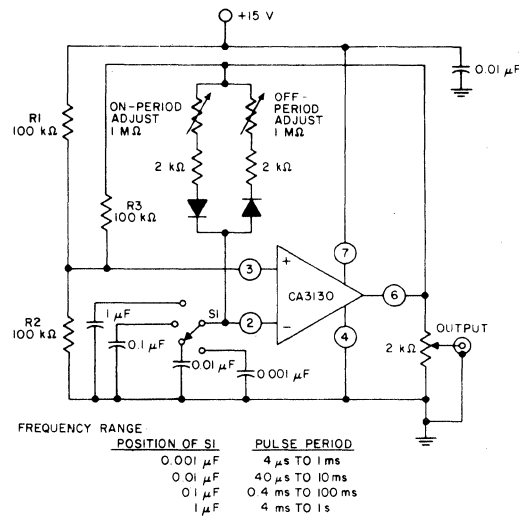 +15 V
0.01 µF
ON-PERIOD
ADJUST
1 MΩ
OFF-
PERIOD
ADJUST
1 MΩ
R1
100 kΩ
2 kΩ
2 kΩ
R3
100 kΩ
7
3
+
CA3130
6
2
−
4
R2
100 kΩ
1 µF
S1
0.1 µF
0.01 µF
0.001 µF
OUTPUT
2 kΩ
FREQUENCY RANGE:
POSITION OF S1 PULSE PERIOD
0.001 µF 4 µs TO 1 ms
0.01 µF 40 µs TO 10 ms
0.1 µF 0.4 ms TO 100 ms
1 µF 4 ms TO 1 s